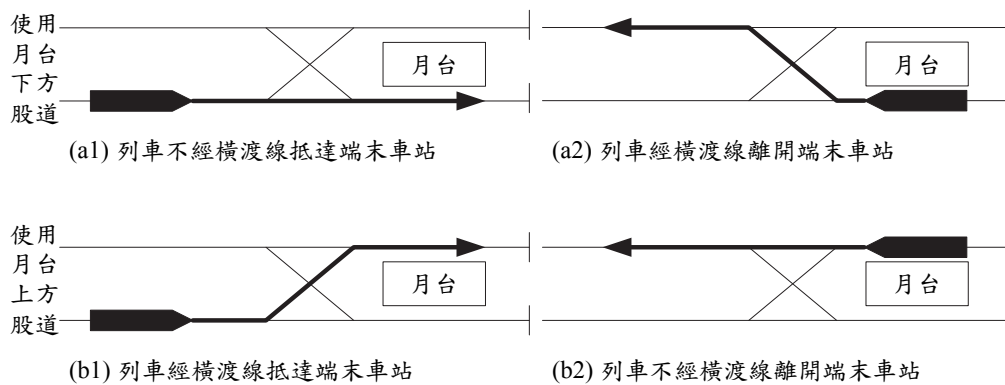 使用
月台
下方
股道
月台
月台
(a1) 列車不經橫渡線抵達端末車站
(a2) 列車經橫渡線離開端末車站
使用
月台
上方
股道
月台
月台
(b1) 列車經橫渡線抵達端末車站
(b2) 列車不經橫渡線離開端末車站